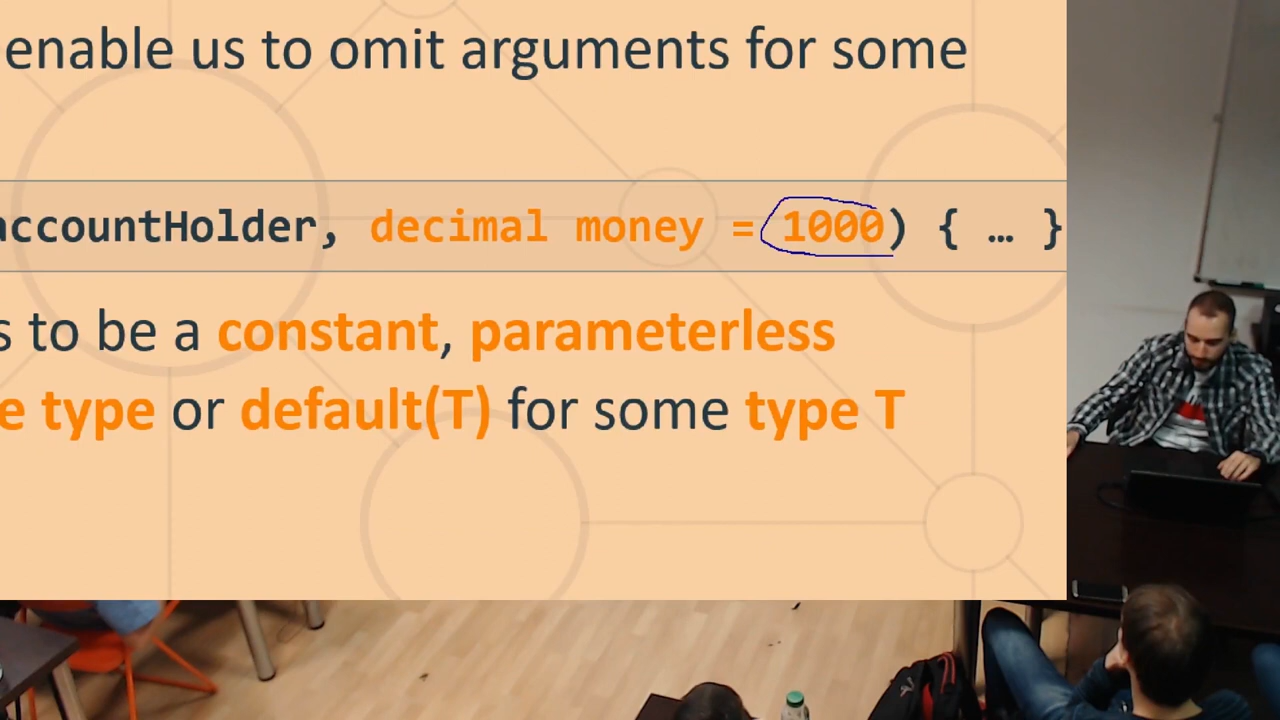 enable us to omit arguments for some
accountHolder, decimal money = 1000) { … }
s to be a constant, parameterless
e type or default(T) for some type T